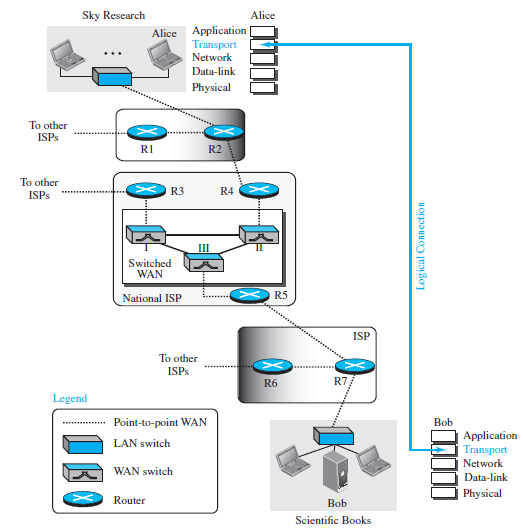 Sky Research
Alice
Alice
Application
Transport
Network
Data-link
Physical
To other
ISPs
R1
R2
To other
ISPs
R3
R4
I
III
II
Switched
WAN
National ISP
R5
Logical Connection
ISP
To other
ISPs
R6
R7
Legend
Point-to-point WAN
LAN switch
WAN switch
Router
Bob
Scientific Books
Bob
Application
Transport
Network
Data-link
Physical